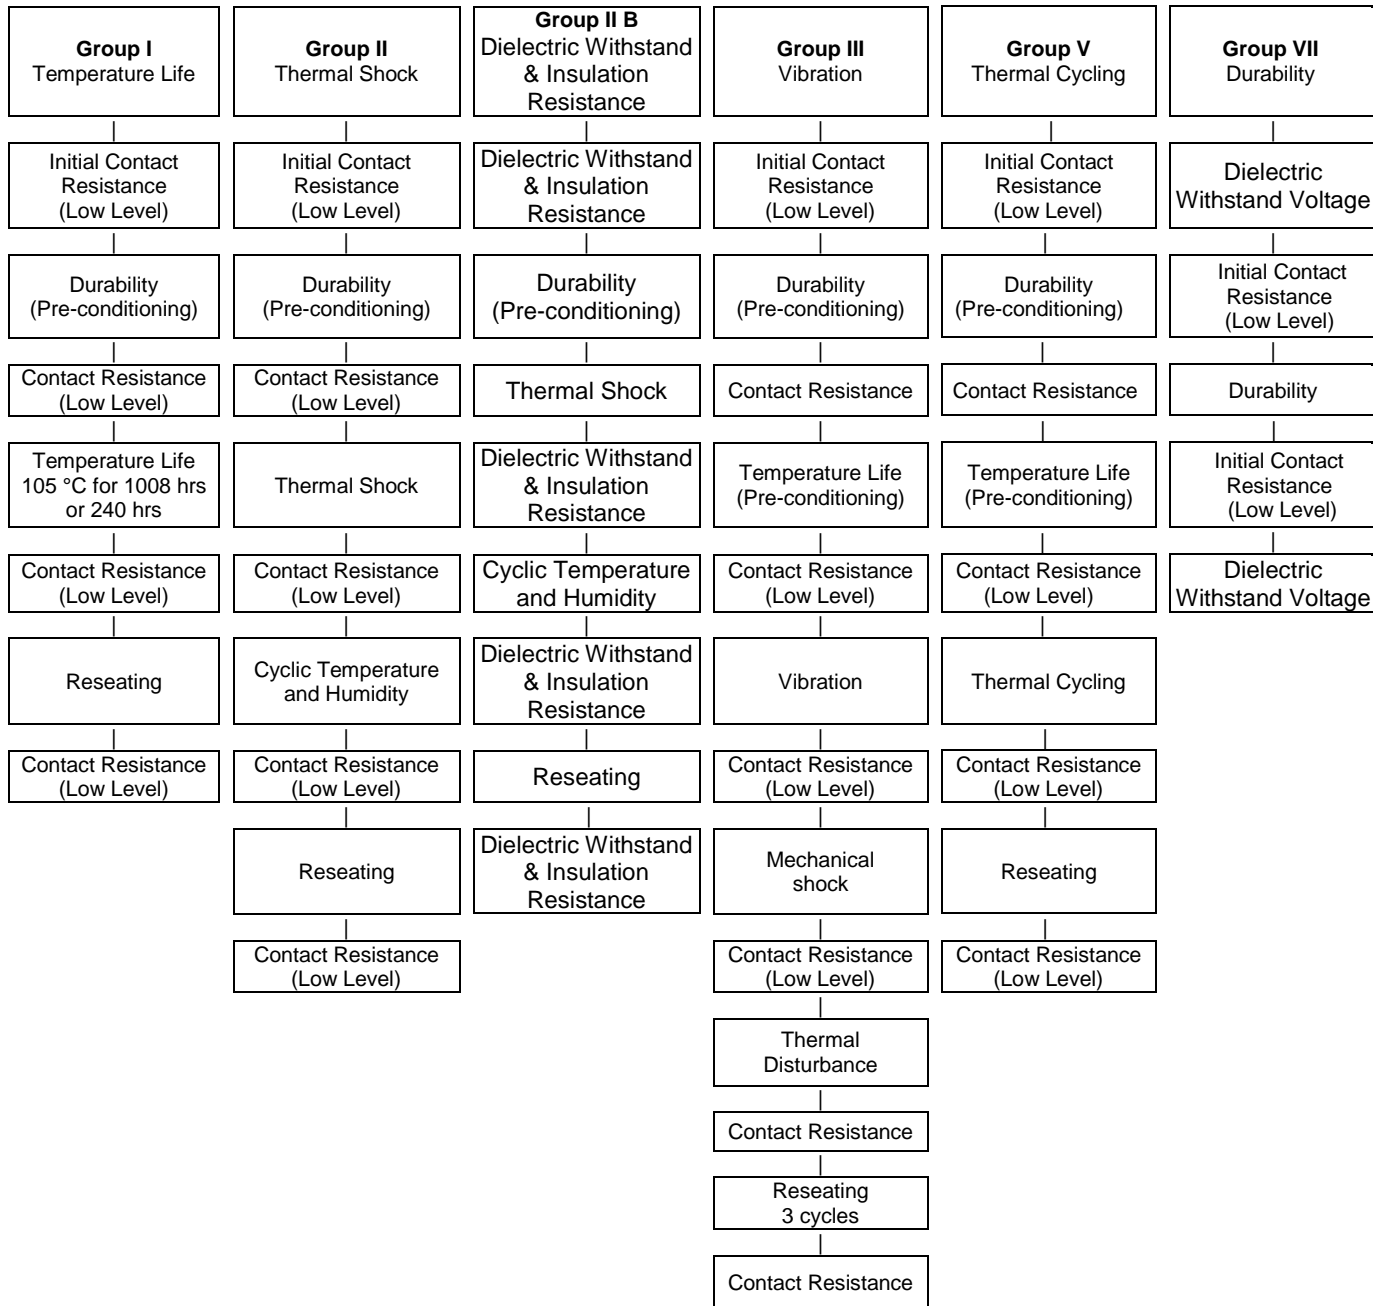 Group I
Temperature Life
Initial Contact
Resistance
(Low Level)
Durability
(Pre-conditioning)
Contact Resistance
(Low Level)
Temperature Life
105 °C for 1008 hrs
or 240 hrs
Contact Resistance
(Low Level)
Reseating
Contact Resistance
(Low Level)
Group II
Thermal Shock
Initial Contact
Resistance
(Low Level)
Durability
(Pre-conditioning)
Contact Resistance
(Low Level)
Thermal Shock
Contact Resistance
(Low Level)
Cyclic Temperature
and Humidity
Contact Resistance
(Low Level)
Reseating
Contact Resistance
(Low Level)
Group II B
Dielectric Withstand
& Insulation
Resistance
Dielectric Withstand
& Insulation
Resistance
Durability
(Pre-conditioning)
Thermal Shock
Dielectric Withstand
& Insulation
Resistance
Cyclic Temperature
and Humidity
Dielectric Withstand
& Insulation
Resistance
Reseating
Dielectric Withstand
& Insulation
Resistance
Group III
Vibration
Initial Contact
Resistance
(Low Level)
Durability
(Pre-conditioning)
Contact Resistance
Temperature Life
(Pre-conditioning)
Contact Resistance
(Low Level)
Vibration
Contact Resistance
(Low Level)
Mechanical
shock
Contact Resistance
(Low Level)
Thermal
Disturbance
Contact Resistance
Reseating
3 cycles
Contact Resistance
Group V
Thermal Cycling
Initial Contact
Resistance
(Low Level)
Durability
(Pre-conditioning)
Contact Resistance
Temperature Life
(Pre-conditioning)
Contact Resistance
(Low Level)
Thermal Cycling
Contact Resistance
(Low Level)
Reseating
Contact Resistance
(Low Level)
Group VII
Durability
Dielectric
Withstand Voltage
Initial Contact
Resistance
(Low Level)
Durability
Initial Contact
Resistance
(Low Level)
Dielectric
Withstand Voltage